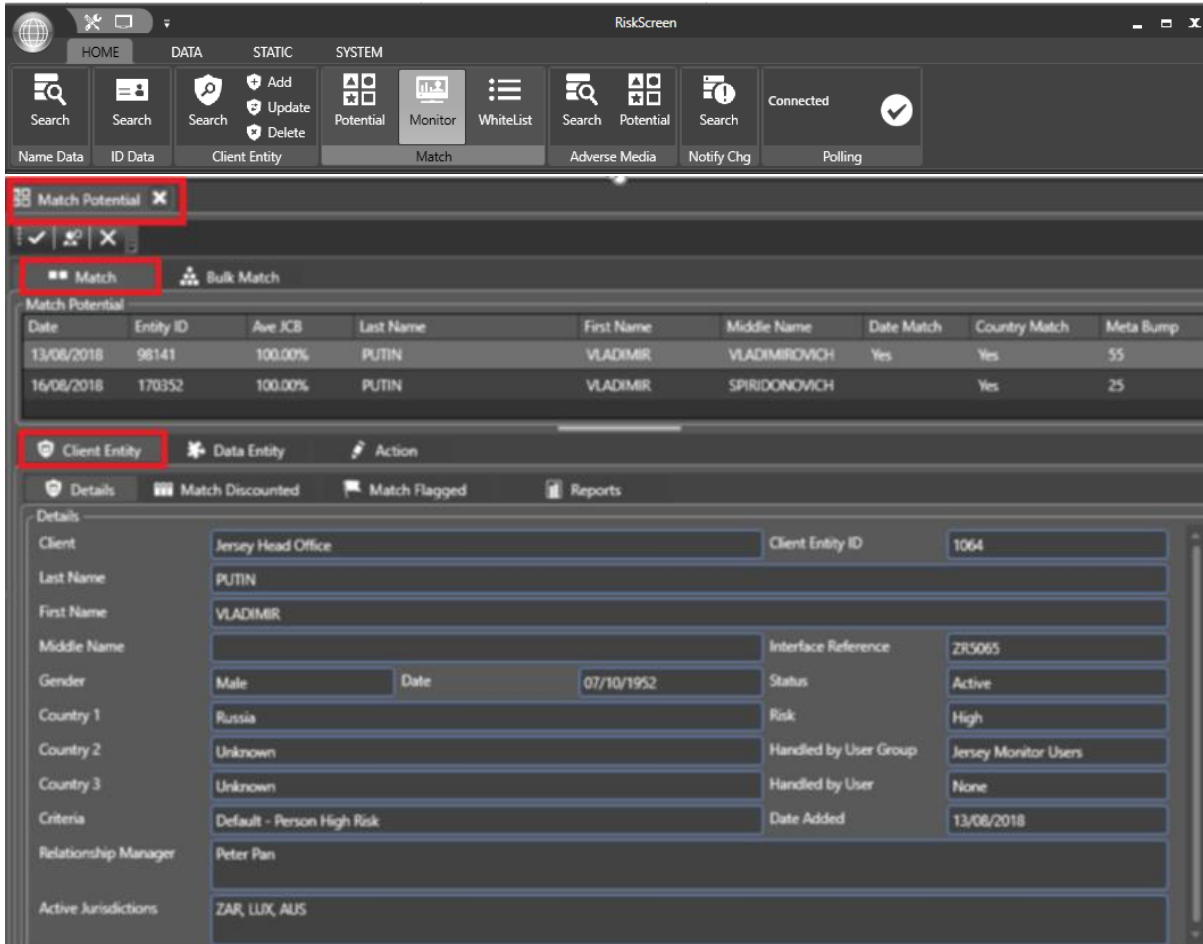 RiskScreen
HOME DATA STATIC SYSTEM
Search Search Search Add Update Delete Potential Monitor WhiteList Search Potential Search Connected
Name Data ID Data Client Entity Match Adverse Media Notify Chg Polling
Match Potential
Match Bulk Match
Match Potential
Date Entity ID Ave JCB Last Name First Name Middle Name Date Match Country Match Meta Bump
13/08/2018 98141 100.00% PUTIN VLADIMIR VLADIMIROVICH Yes Yes 55
16/08/2018 170352 100.00% PUTIN VLADIMIR SPIRIDONOVICH Yes 25
Client Entity Data Entity Action
Details Match Discounted Match Flagged Reports
Details
Client Jersey Head Office Client Entity ID 1064
Last Name PUTIN
First Name VLADIMIR
Middle Name Interface Reference ZR5065
Gender Male Date 07/10/1952 Status Active
Country 1 Russia Risk High
Country 2 Unknown Handled by User Group Jersey Monitor Users
Country 3 Unknown Handled by User None
Criteria Default - Person High Risk Date Added 13/08/2018
Relationship Manager Peter Pan
Active Jurisdictions ZAR, LUX, AUS